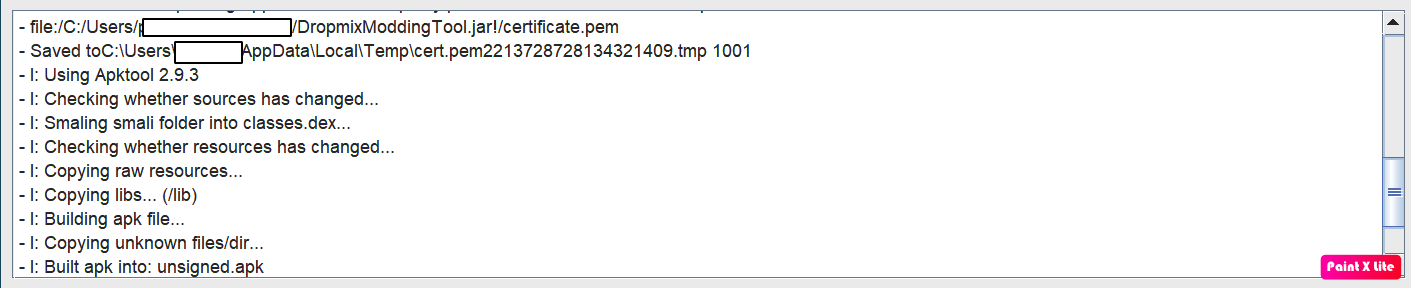 - file:/C:/Users/p /DropmixModdingTool.jar!/certificate.pem
- Saved toC:\Users\ AppData\Local\Temp\cert.pem2213728728134321409.tmp 1001
- I: Using Apktool 2.9.3
- I: Checking whether sources has changed...
- I: Smaling smali folder into classes.dex...
- I: Checking whether resources has changed...
- I: Copying raw resources...
- I: Copying libs... (/lib)
- I: Building apk file...
- I: Copying unknown files/dir...
- I: Built apk into: unsigned.apk
Paint X Lite